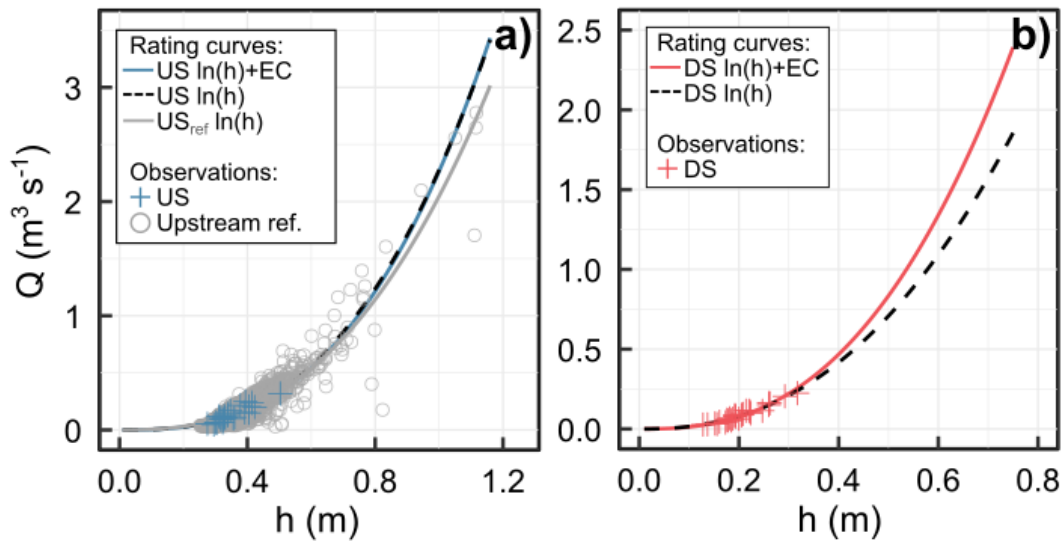 a)
Rating curves:
US ln(h)+EC
US ln(h)
USref ln(h)
Observations:
US
Upstream ref.
3
2
1
0
Q (m³ s⁻¹)
0.0 0.4 0.8 1.2
h (m)
b)
Rating curves:
DS ln(h)+EC
DS ln(h)
Observations:
DS
2.5
2.0
1.5
1.0
0.5
0.0
0.0 0.2 0.4 0.6 0.8
h (m)